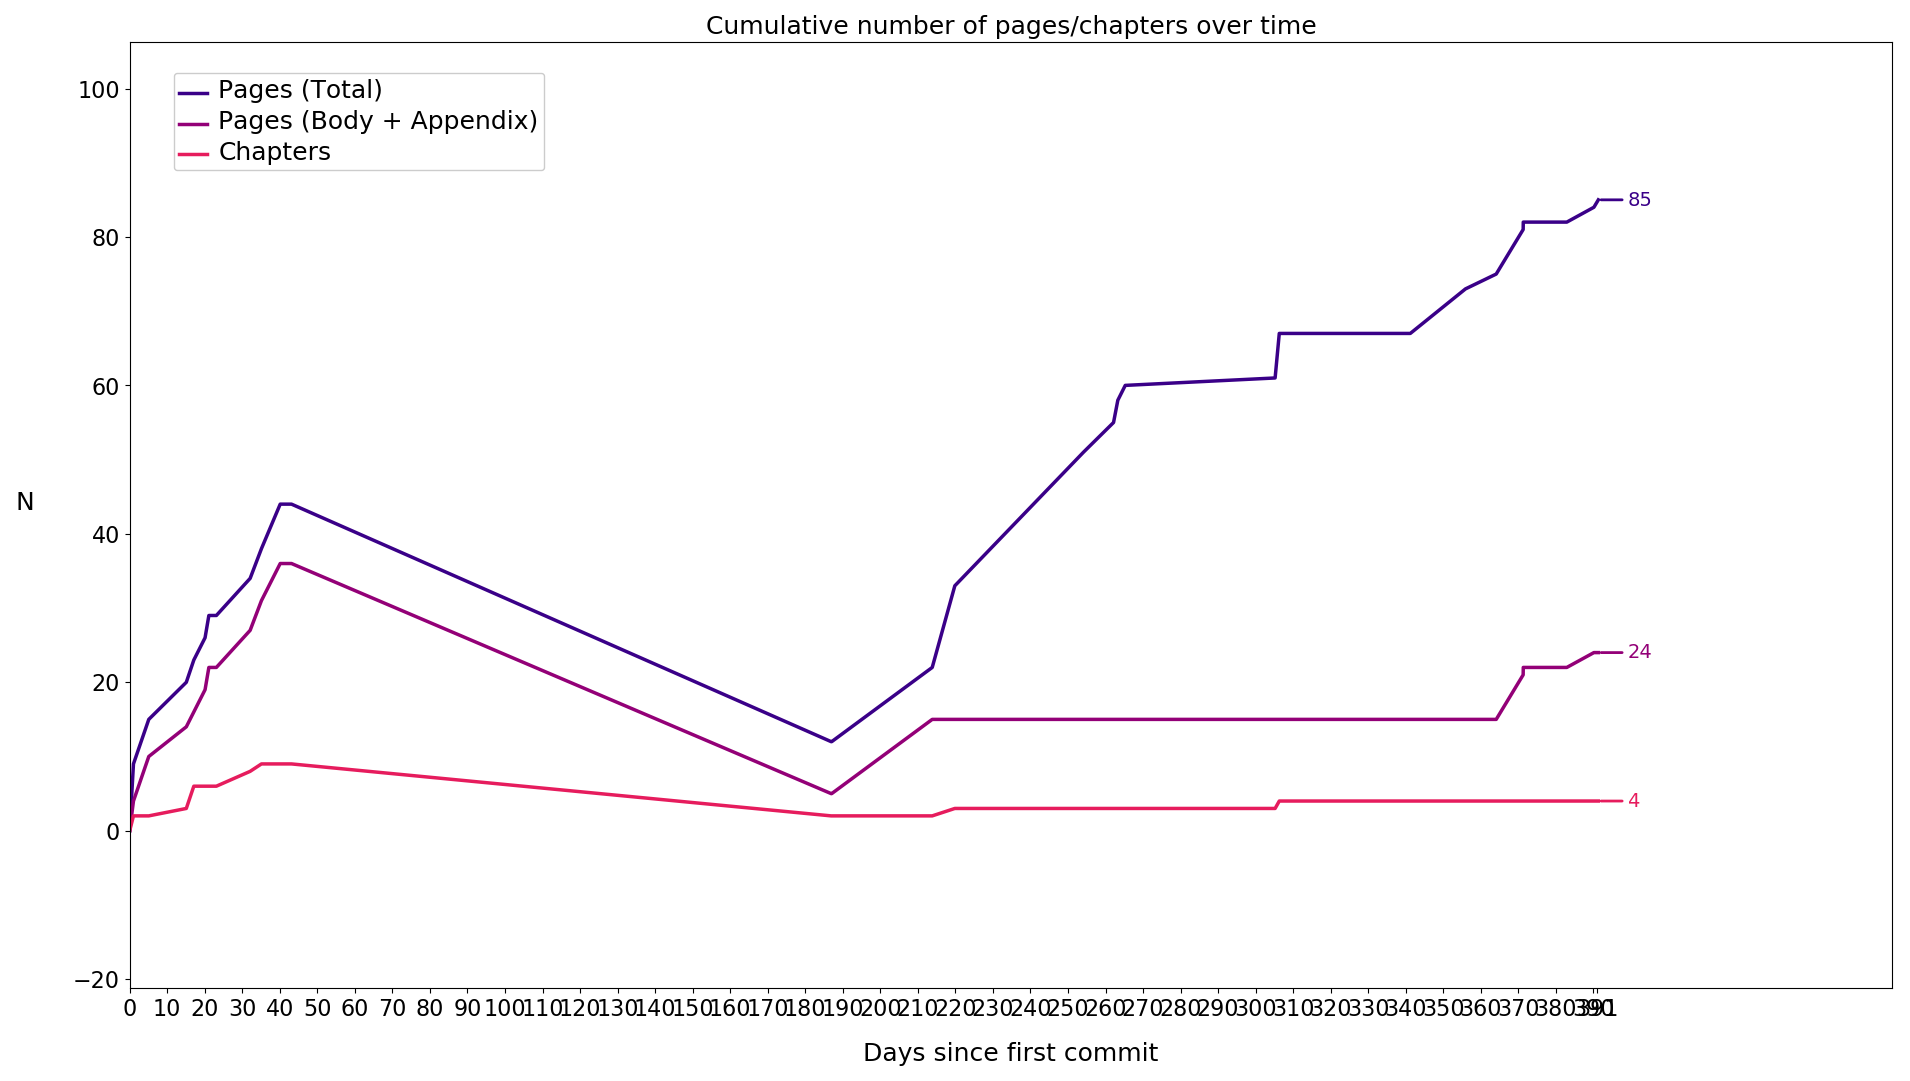 Cumulative number of pages/chapters over time
Pages (Total)
Pages (Body + Appendix)
Chapters
100
80
60
40
20
0
−20
N
85
24
4
0 10 20 30 40 50 60 70 80 90 100 110 120 130 140 150 160 170 180 190 200 210 220 230 240 250 260 270 280 290 300 310 320 330 340 350 360 370 380 390 391
Days since first commit